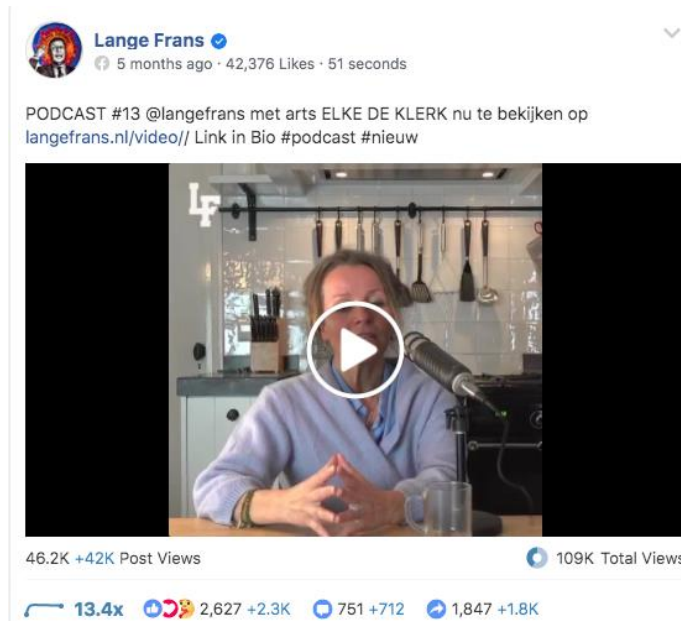 Lange Frans
5 months ago · 42,376 Likes · 51 seconds
PODCAST #13 @langefrans met arts ELKE DE KLERK nu te bekijken op
langefrans.nl/video// Link in Bio #podcast #nieuw
LF
46.2K +42K Post Views
109K Total Views
13.4x 2,627 +2.3K 751 +712 1,847 +1.8K